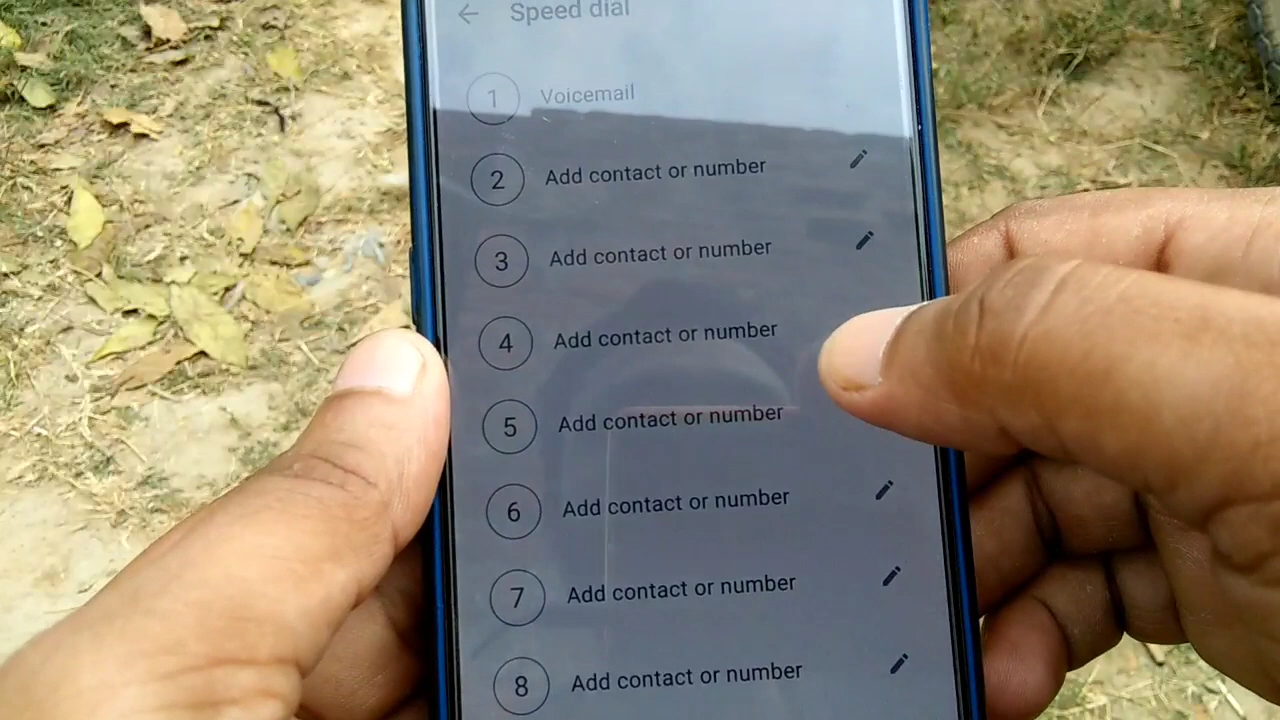 Speed dial
1 Voicemail
2 Add contact or number
3 Add contact or number
4 Add contact or number
5 Add contact or number
6 Add contact or number
7 Add contact or number
8 Add contact or number